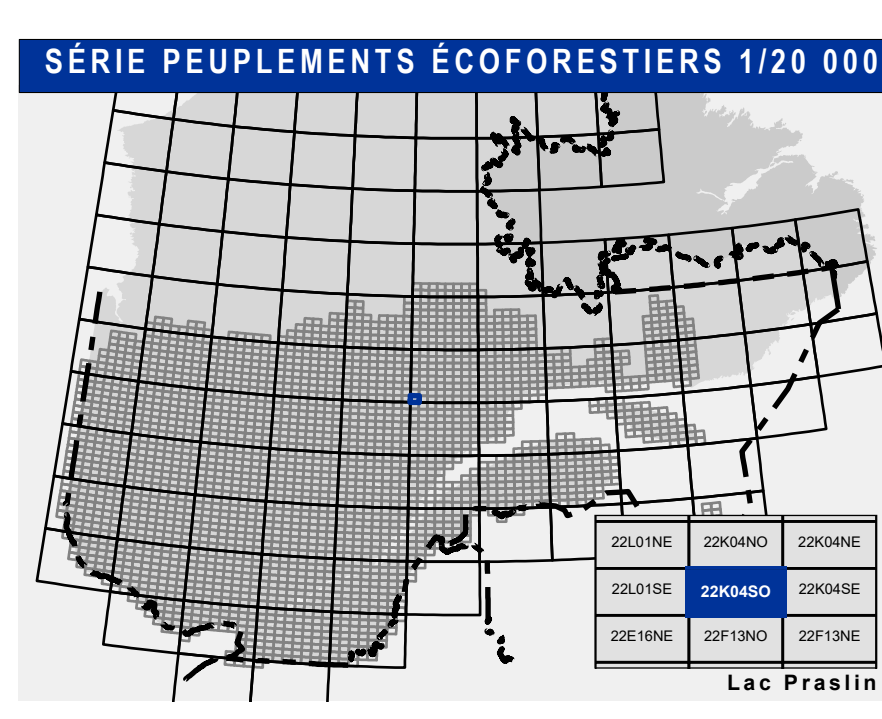 SÉRIE PEUPLEMENTS ÉCOFORESTIERS 1/20 000
22L01NE 22K04NO 22K04NE
22L01SE 22K04SO 22K04SE
22E16NE 22F13NO 22F13NE
Lac Praslin